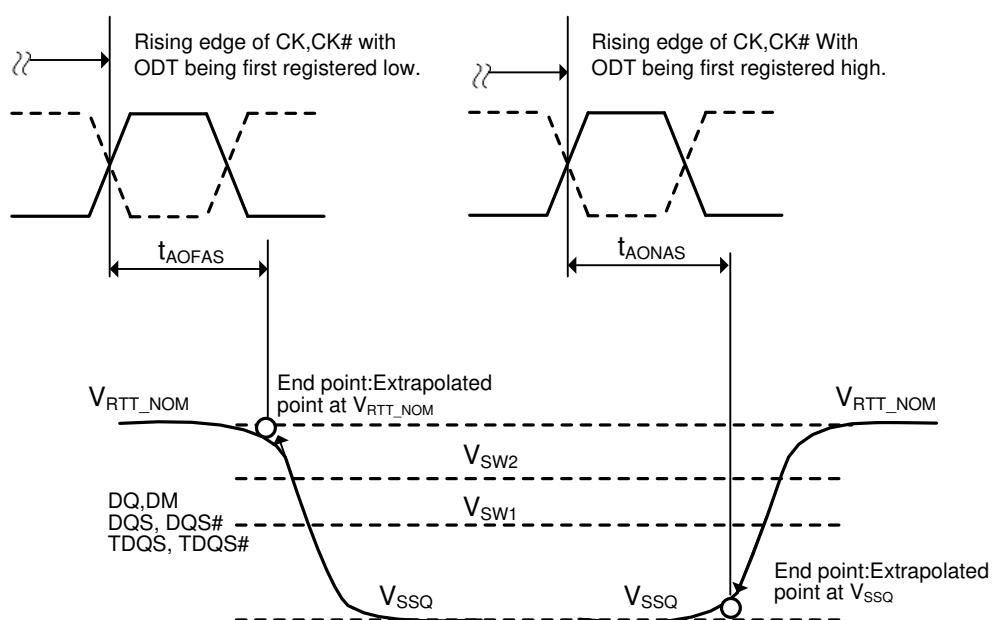 Rising edge of CK,CK# with
ODT being first registered low.
Rising edge of CK,CK# With
ODT being first registered high.
tAOFAS
tAONAS
End point:Extrapolated
point at VRTT_NOM
VRTT_NOM
VRTT_NOM
VSW2
DQ,DM
DQS, DQS#
TDQS, TDQS#
VSW1
End point:Extrapolated
point at VSSQ
VSSQ
VSSQ